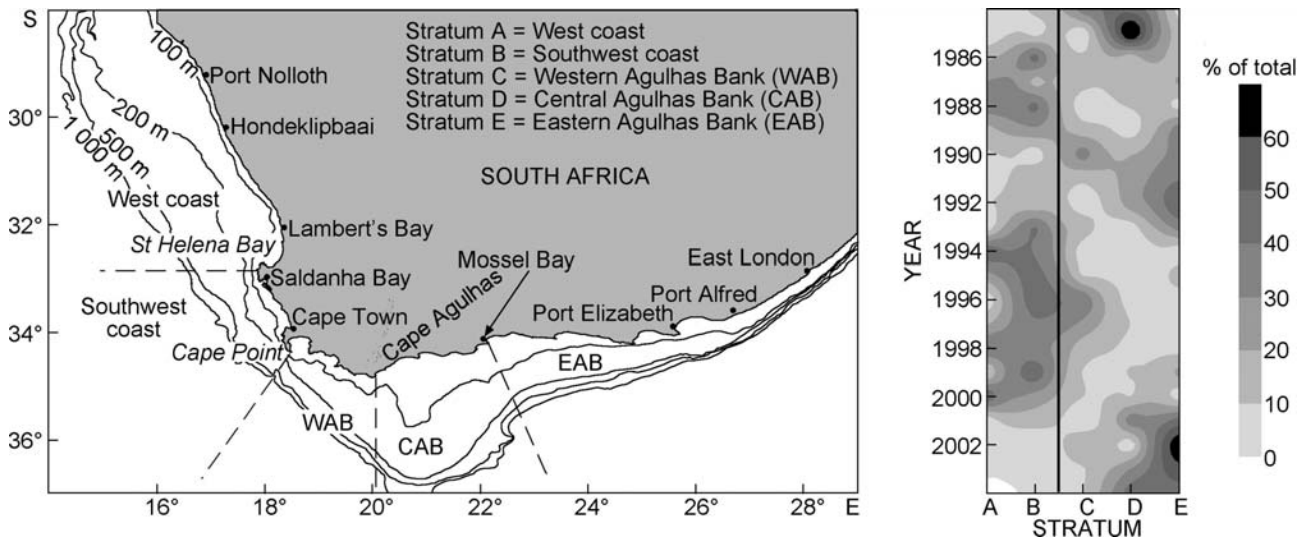 S
30°
32°
34°
36°
16°
18°
20°
22°
24°
26°
28° E
Stratum A = West coast
Stratum B = Southwest coast
Stratum C = Western Agulhas Bank (WAB)
Stratum D = Central Agulhas Bank (CAB)
Stratum E = Eastern Agulhas Bank (EAB)
SOUTH AFRICA
100 m
200 m
500 m
1 000 m
Port Nolloth
Hondeklipbaai
West coast
Lambert's Bay
St Helena Bay
Saldanha Bay
Southwest
coast
Cape Town
Cape Point
Cape Agulhas
Mossel Bay
East London
Port Alfred
Port Elizabeth
EAB
WAB
CAB
YEAR
1986
1988
1990
1992
1994
1996
1998
2000
2002
A B C D E
STRATUM
% of total
60
50
40
30
20
10
0